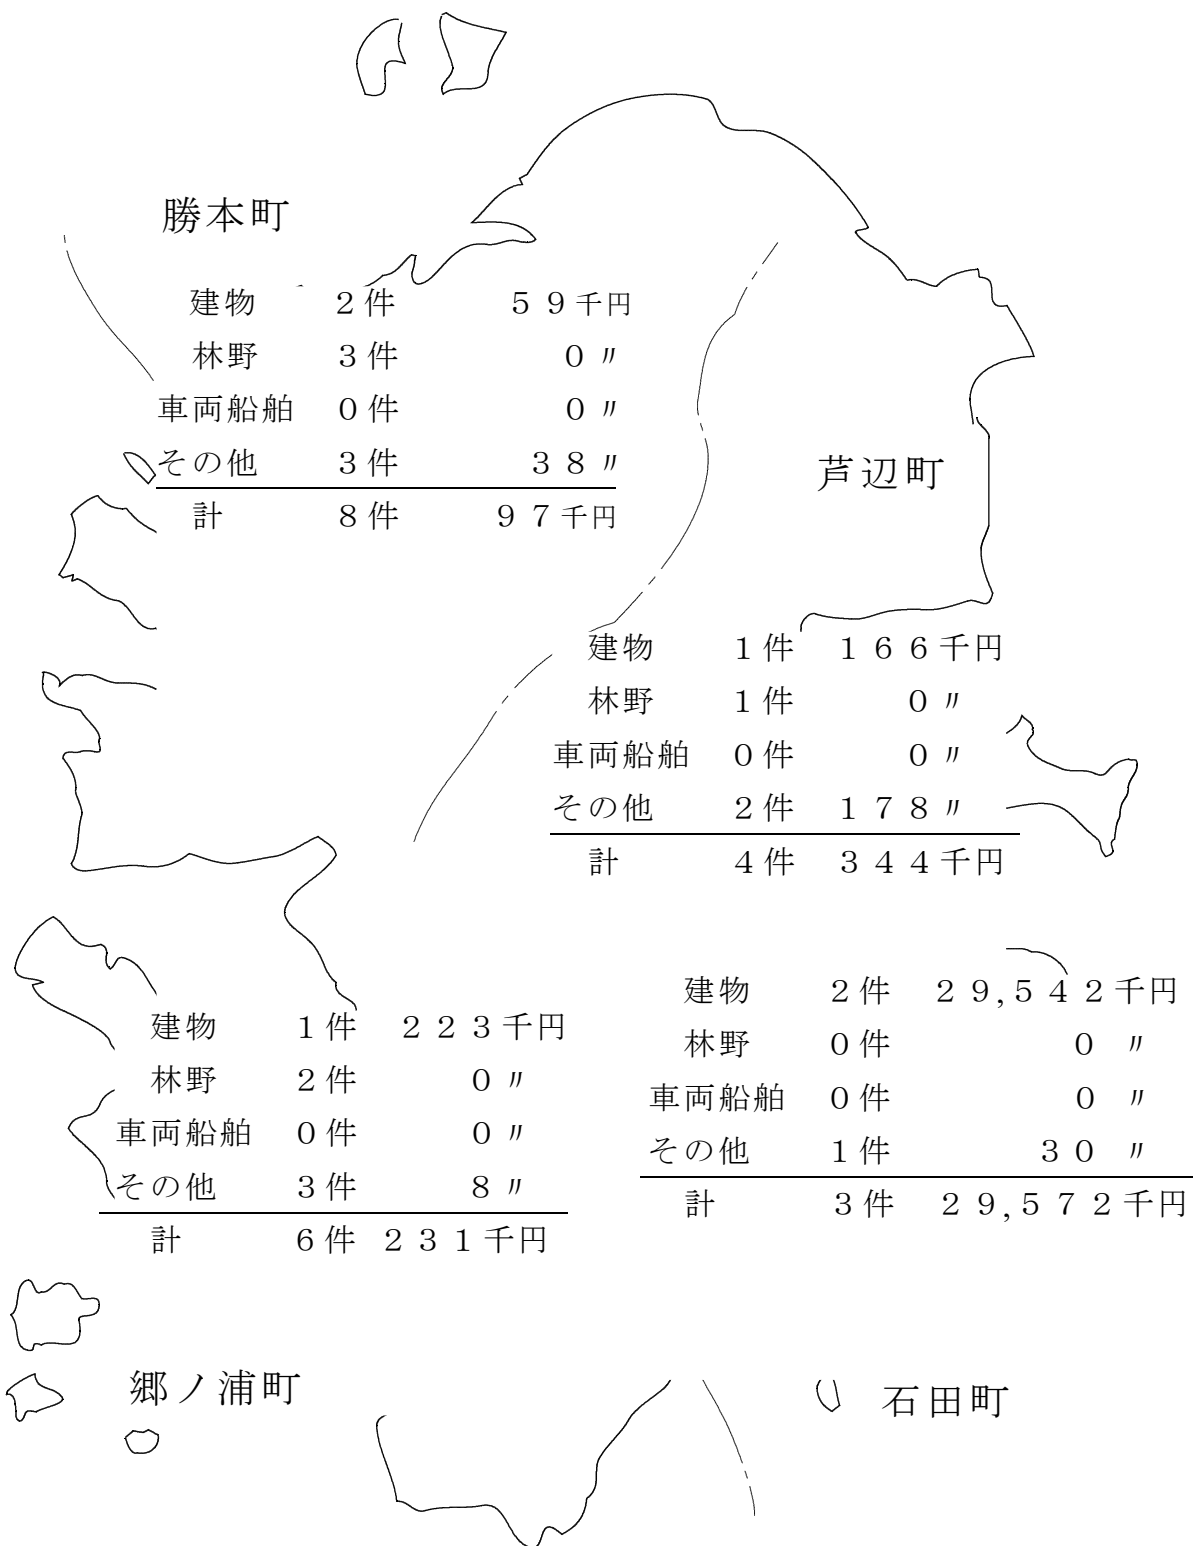 勝本町
建物 2件 59千円
林野 3件 0〃
車両船舶 0件 0〃
その他 3件 38〃
計 8件 97千円
芦辺町
建物 1件 166千円
林野 1件 0〃
車両船舶 0件 0〃
その他 2件 178〃
計 4件 344千円
建物 1件 223千円
林野 2件 0〃
車両船舶 0件 0〃
その他 3件 8〃
計 6件 231千円
郷ノ浦町
建物 2件 29,542千円
林野 0件 0〃
車両船舶 0件 0〃
その他 1件 30〃
計 3件 29,572千円
石田町